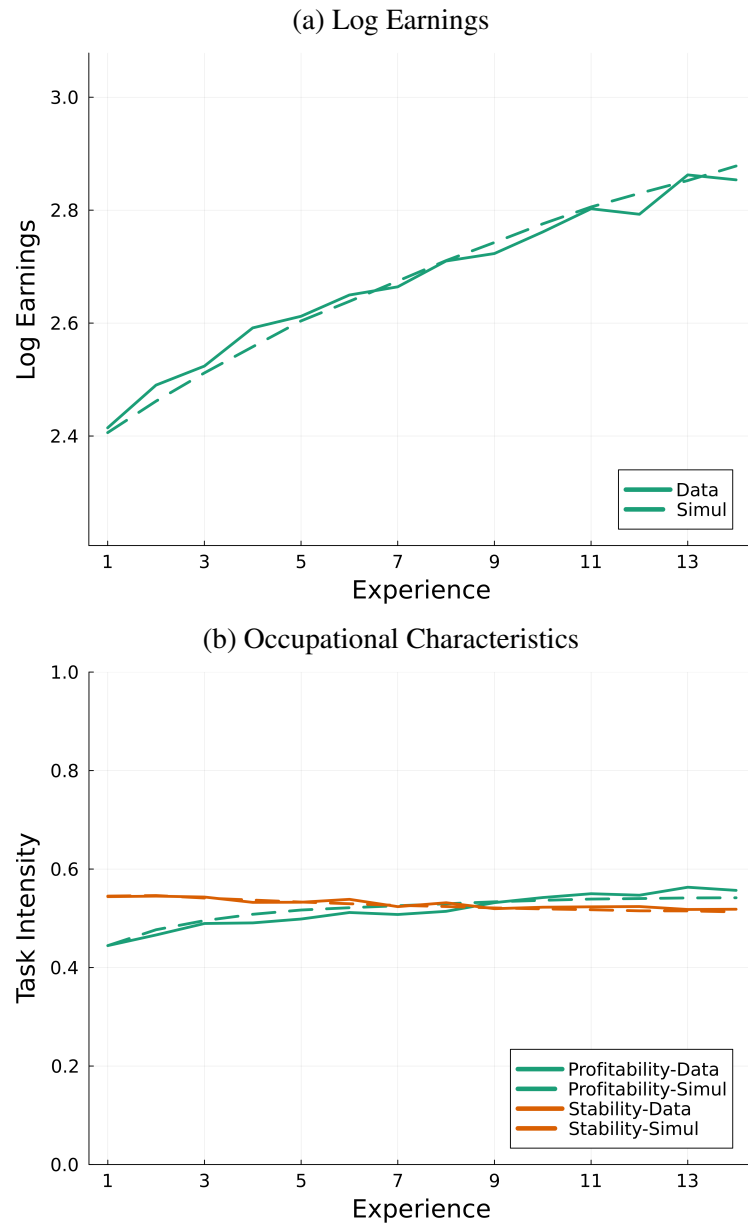 (a) Log Earnings
3.0
2.8
2.6
2.4
Log Earnings
Data
Simul
1 3 5 7 9 11 13
Experience
(b) Occupational Characteristics
1.0
0.8
0.6
0.4
0.2
0.0
Task Intensity
Profitability-Data
Profitability-Simul
Stability-Data
Stability-Simul
1 3 5 7 9 11 13
Experience